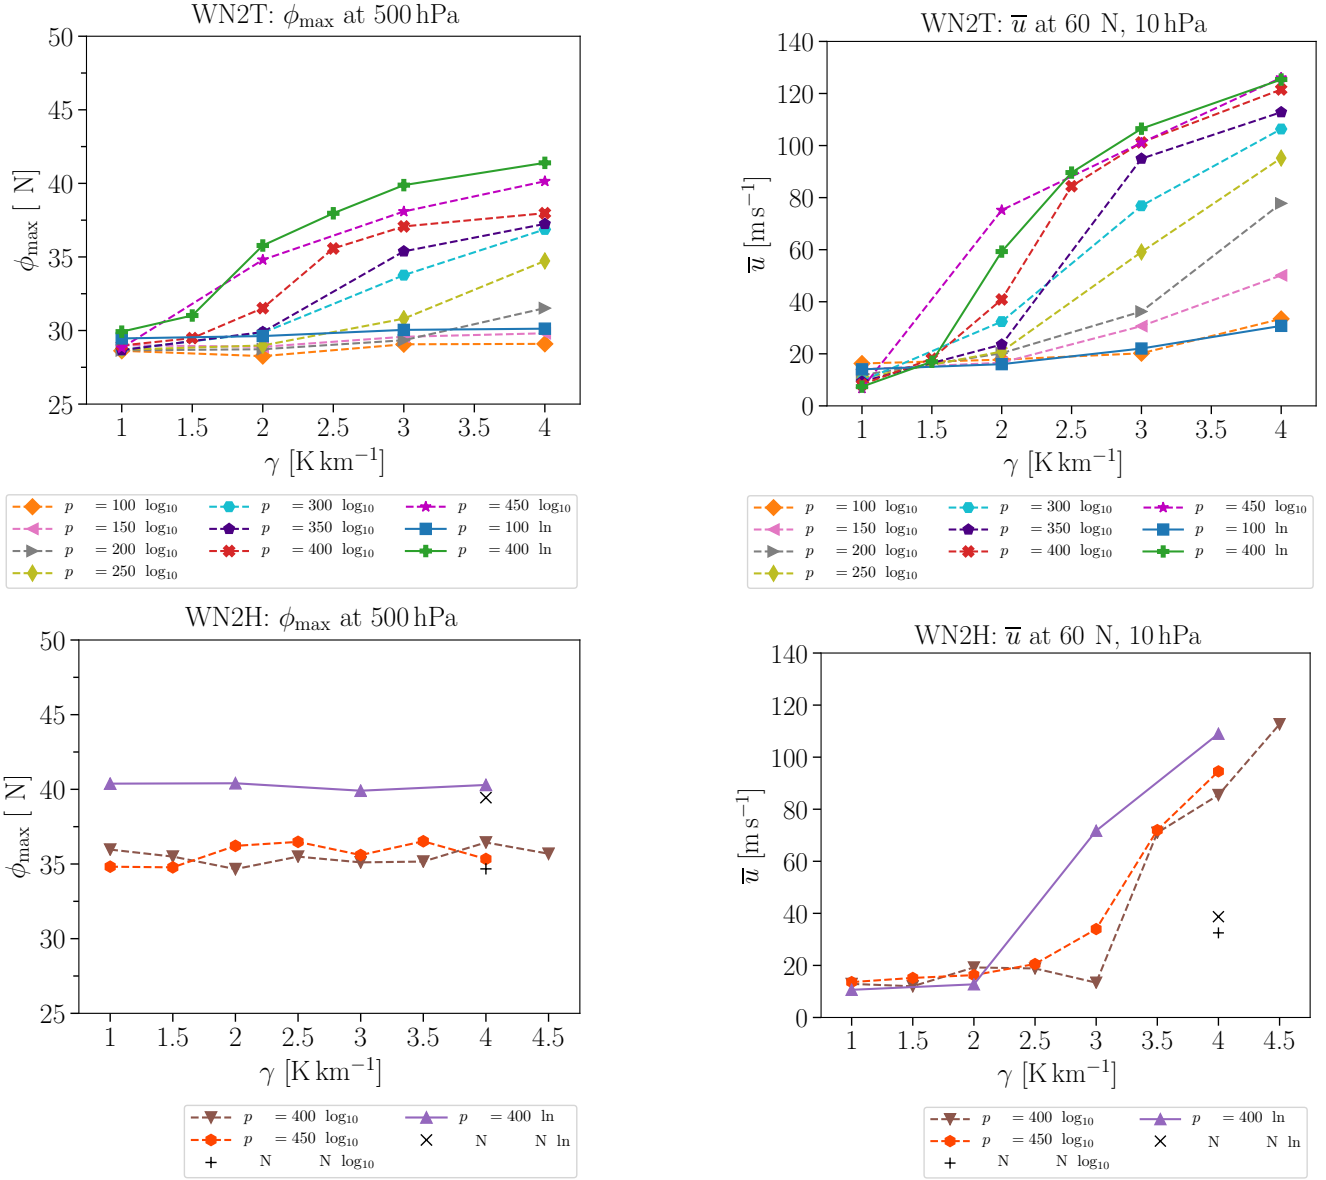 WN2T: ϕmax at 500 hPa
50
45
40
35
30
25
ϕmax [ N]
1 1.5 2 2.5 3 3.5 4
γ [K km−1]
p = 100 log10
p = 150 log10
p = 200 log10
p = 250 log10
p = 300 log10
p = 350 log10
p = 400 log10
p = 450 log10
p = 100 ln
p = 400 ln
WN2T: u̅ at 60 N, 10 hPa
140
120
100
80
60
40
20
0
u̅ [m s−1]
1 1.5 2 2.5 3 3.5 4
γ [K km−1]
p = 100 log10
p = 150 log10
p = 200 log10
p = 250 log10
p = 300 log10
p = 350 log10
p = 400 log10
p = 450 log10
p = 100 ln
p = 400 ln
WN2H: ϕmax at 500 hPa
50
45
40
35
30
25
ϕmax [ N]
1 1.5 2 2.5 3 3.5 4 4.5
γ [K km−1]
p = 400 log10
p = 450 log10
N N log10
p = 400 ln
N N ln
WN2H: u̅ at 60 N, 10 hPa
140
120
100
80
60
40
20
0
u̅ [m s−1]
1 1.5 2 2.5 3 3.5 4 4.5
γ [K km−1]
p = 400 log10
p = 450 log10
N N log10
p = 400 ln
N N ln